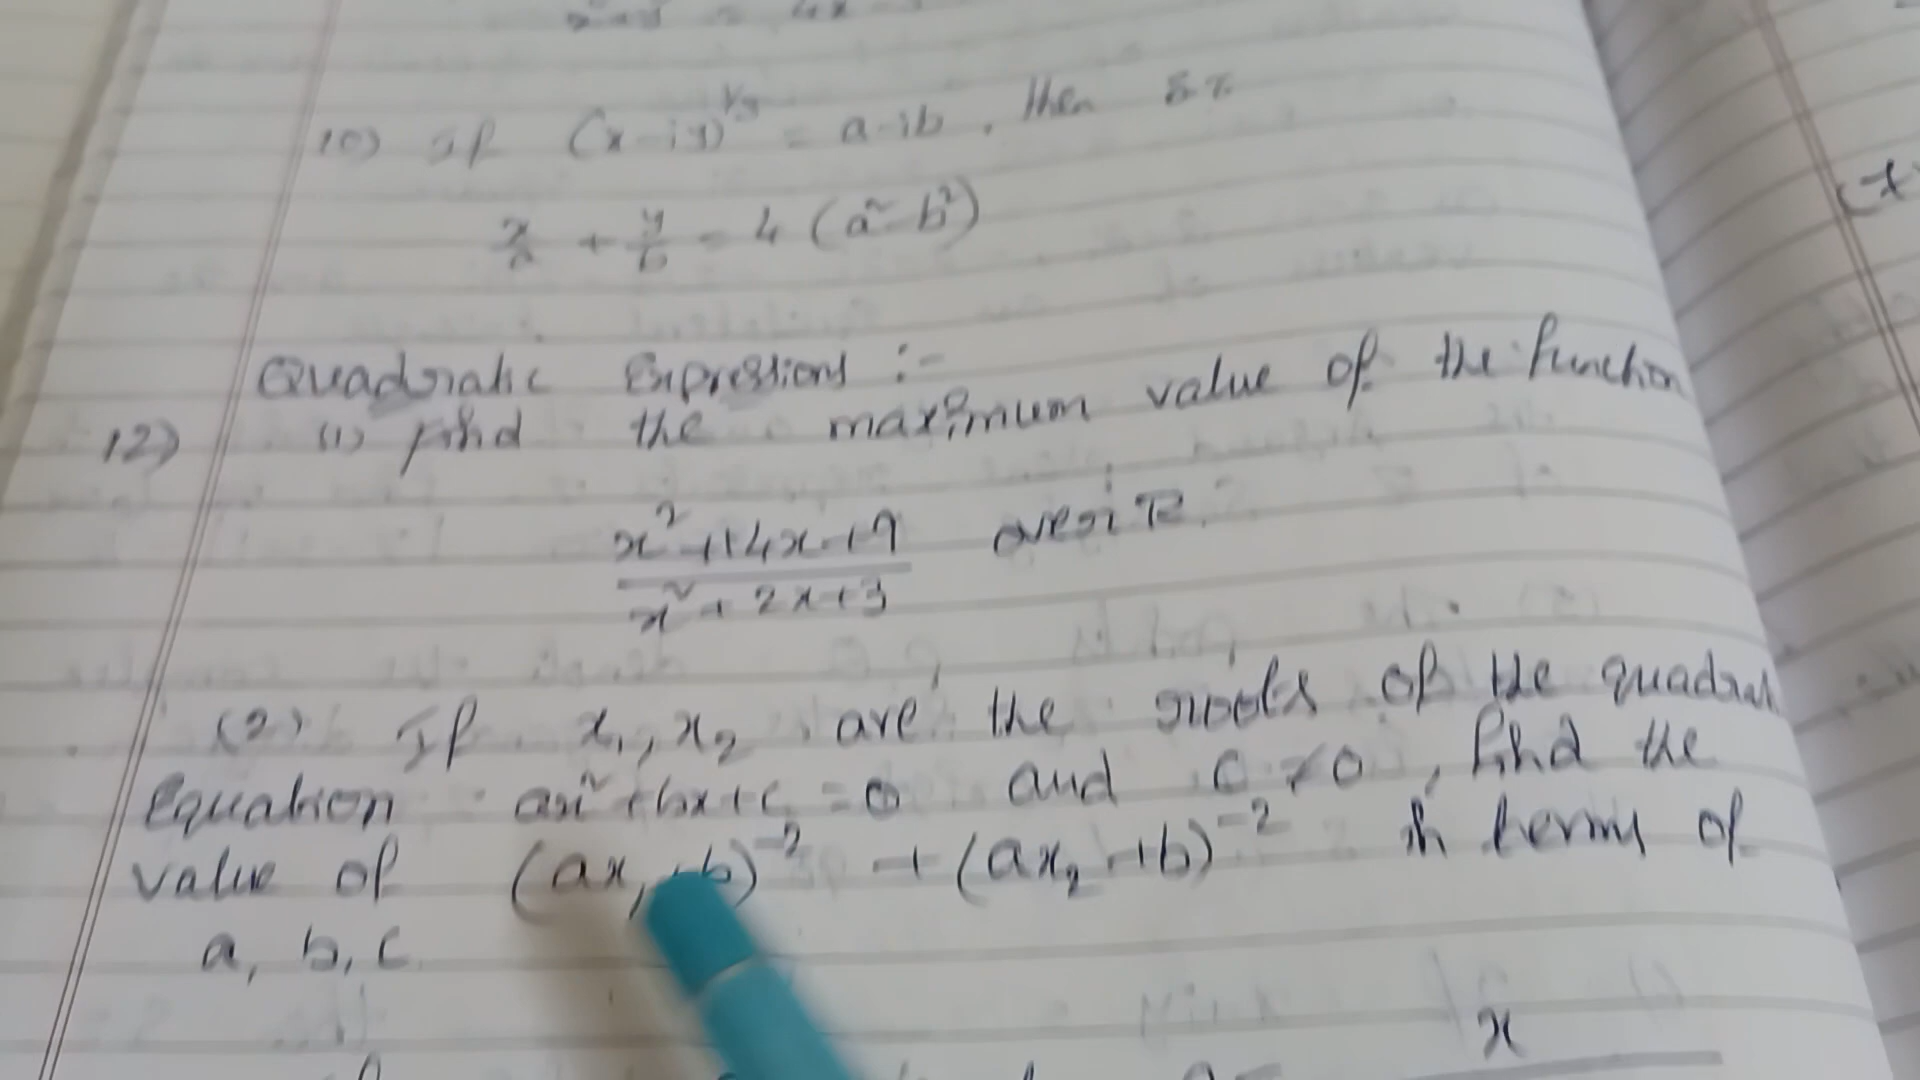 10) If (x-iy)^1/3 = a-ib, then S.T
x/a + y/b = 4 (a²-b²)
Quadratic Expressions :-
12) (1) Find the maximum value of the function
x²+14x+9 / x²+2x+3 over R.
(2) If x₁, x₂ are the roots of the quadrat
Equation ax²+bx+c = 0 and c ≠ 0, find the
value of (ax₁+b)⁻² + (ax₂+b)⁻² in terms of
a, b, c
x